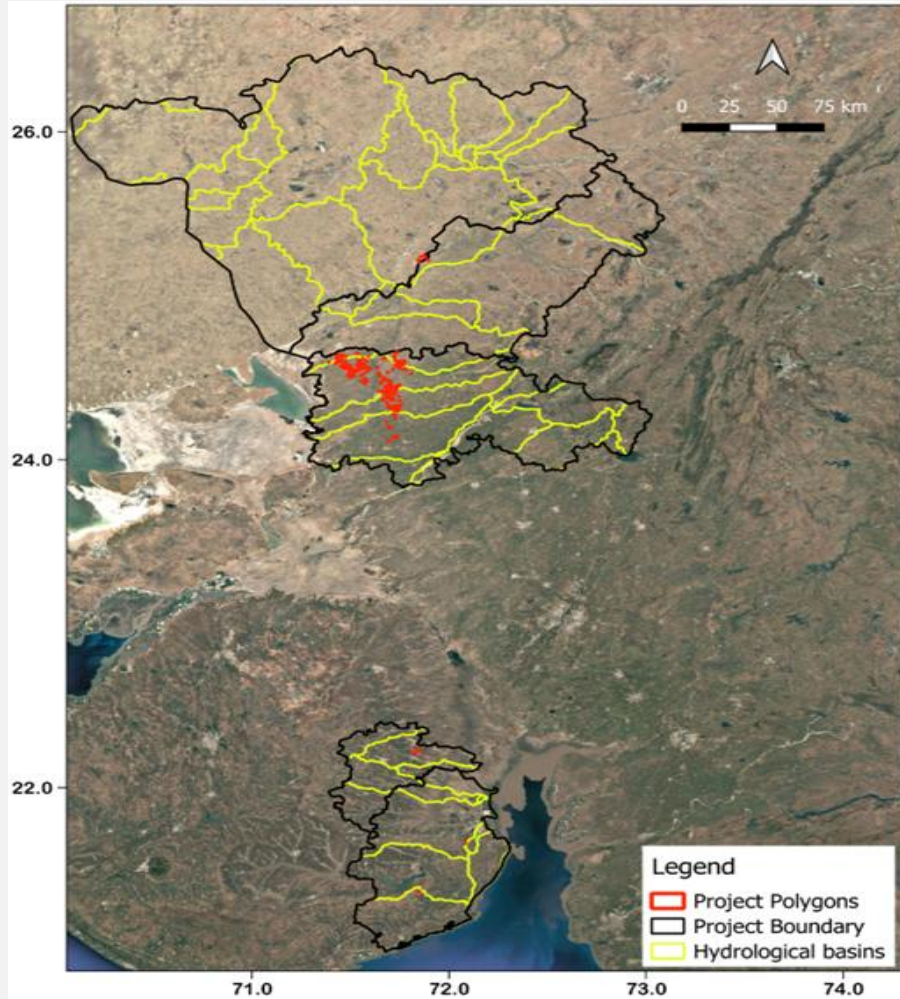 0 25 50 75 km
26.0
24.0
22.0
Legend
Project Polygons
Project Boundary
Hydrological basins
71.0 72.0 73.0 74.0